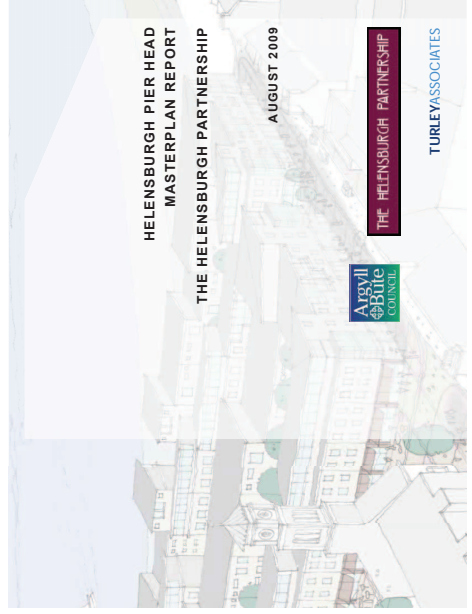 HELENSBURGH PIER HEAD
MASTERPLAN REPORT
THE HELENSBURGH PARTNERSHIP
AUGUST 2009
Argyll
&Bute
COUNCIL
THE HELENSBURGH PARTNERSHIP
TURLEYASSOCIATES